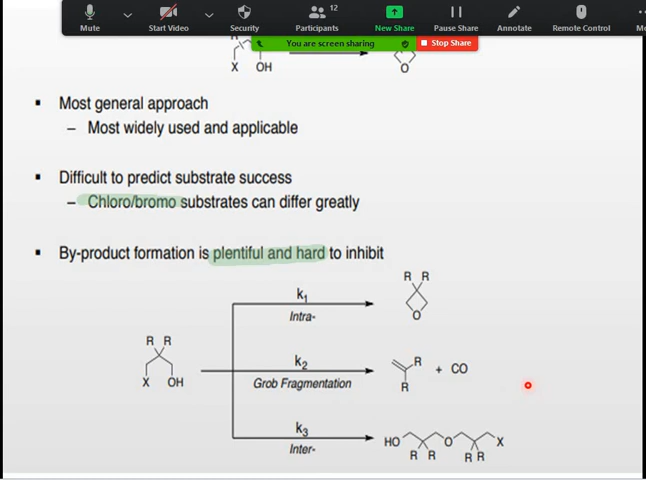 Mute
Start Video
Security
Participants 12
New Share
Pause Share
Annotate
Remote Control
You are screen sharing
Stop Share
X OH
O
Most general approach
– Most widely used and applicable
Difficult to predict substrate success
– Chloro/bromo substrates can differ greatly
By-product formation is plentiful and hard to inhibit
R R
k1
Intra-
O
R R
X OH
k2
Grob Fragmentation
R
R
+ CO
k3
Inter-
HO O X
R R R R